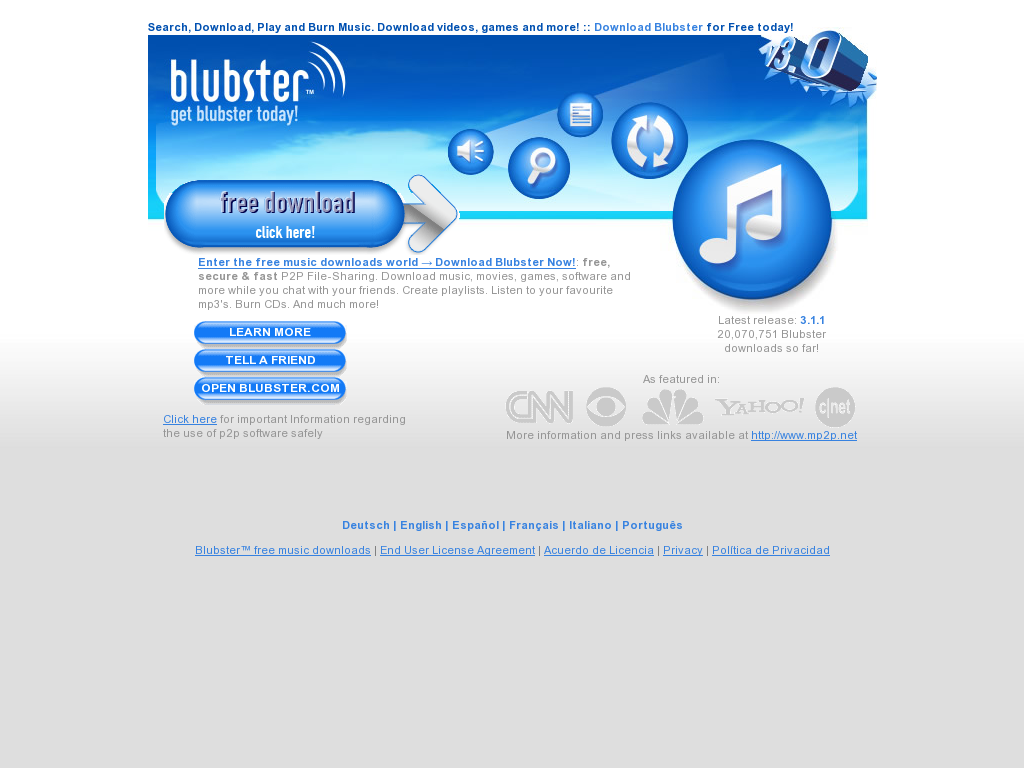 Search, Download, Play and Burn Music. Download videos, games and more! :: Download Blubster for Free today!
v3.0
blubster™
get blubster today!
free download
click here!
Enter the free music downloads world → Download Blubster Now!: free,
secure & fast P2P File-Sharing. Download music, movies, games, software and
more while you chat with your friends. Create playlists. Listen to your favourite
mp3's. Burn CDs. And much more!
Latest release: 3.1.1
20,070,751 Blubster
downloads so far!
LEARN MORE
TELL A FRIEND
OPEN BLUBSTER.COM
As featured in:
CNN
YAHOO!
c|net
Click here for important Information regarding
the use of p2p software safely
More information and press links available at http://www.mp2p.net
Deutsch | English | Español | Français | Italiano | Português
Blubster™ free music downloads | End User License Agreement | Acuerdo de Licencia | Privacy | Política de Privacidad